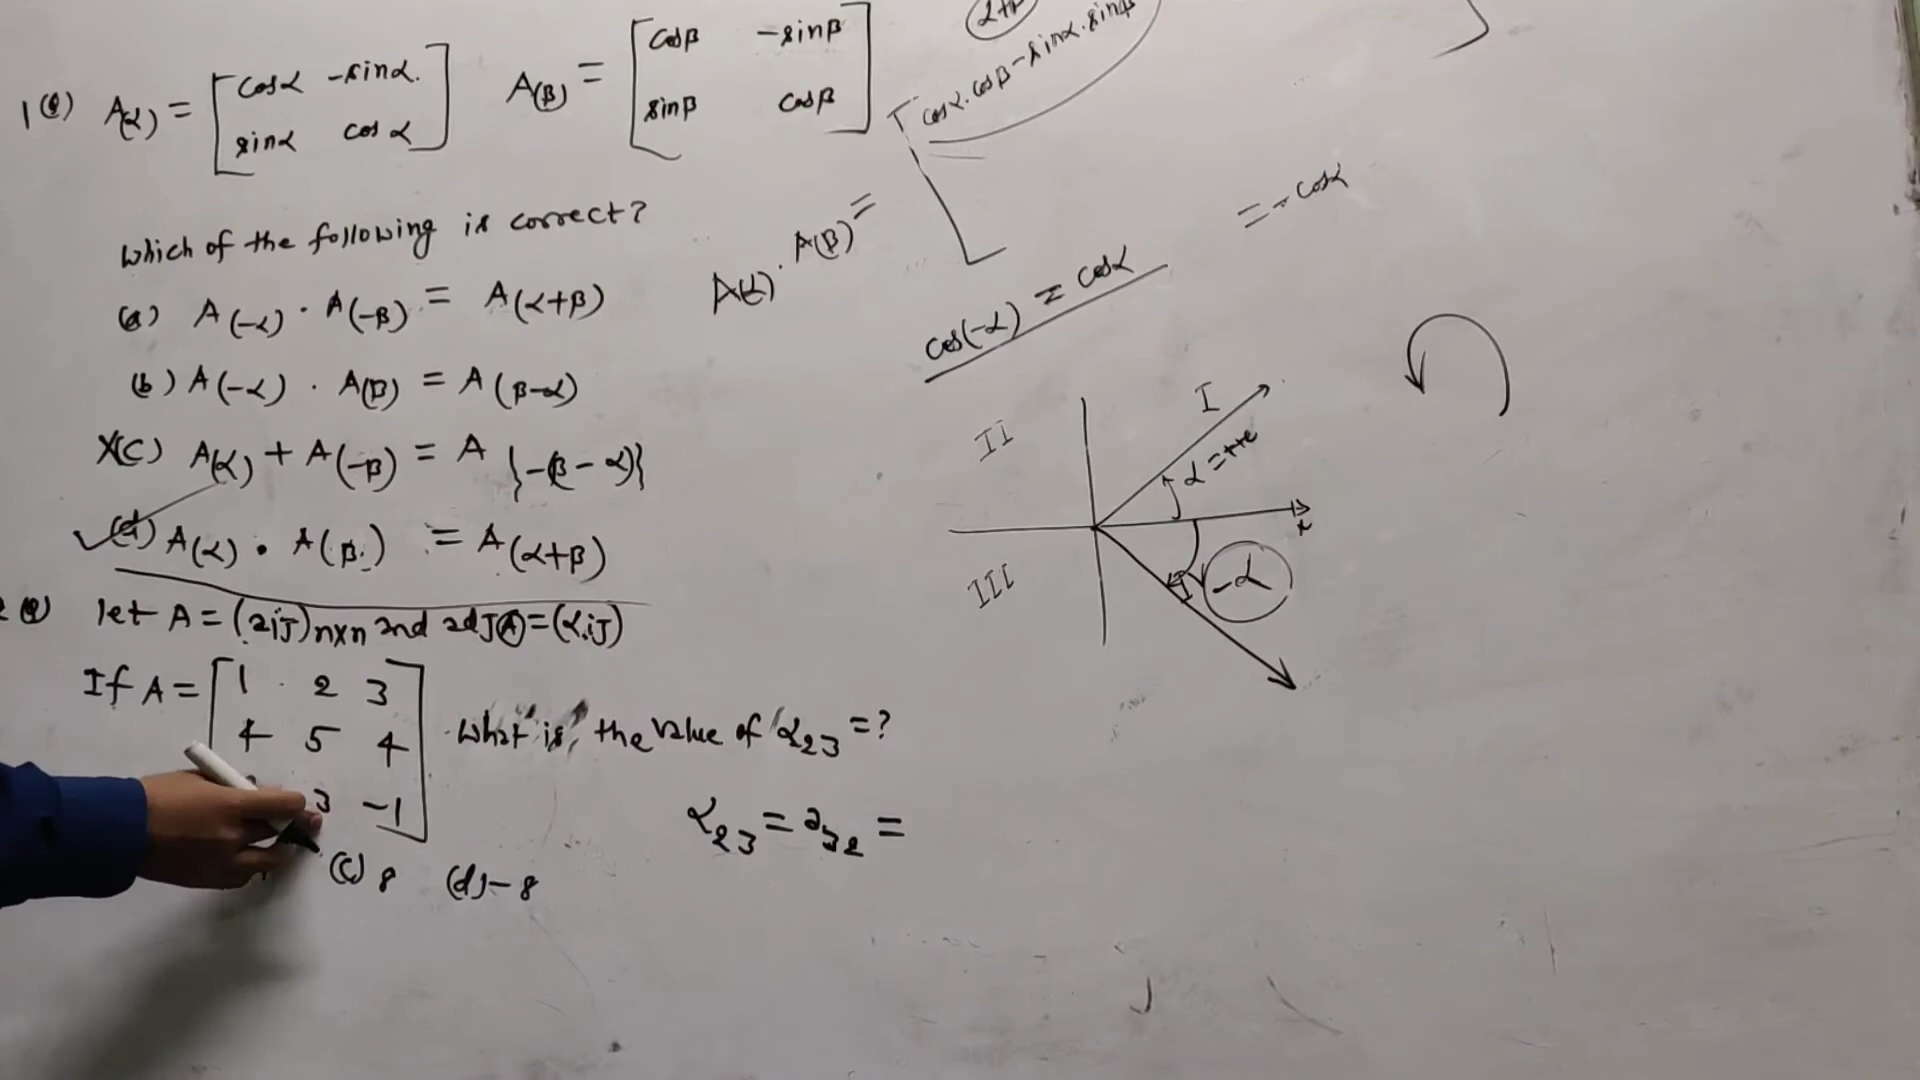 1(Q) A(α) = [cosα -sinα. sinα cosα] A(β) = [cosβ -sinβ sinβ cosβ]
cosα.cosβ-sinα.sinβ
Which of the following is correct?
A(α). A(β) =
(a) A(-α) · A(-β) = A(α+β)
(b) A(-α) · A(β) = A(β-α)
X(C) A(α) + A(-β) = A {-(β-α)}
✓(d) A(α) • A(β.) = A(α+β)
cos(-α) = cosα
= - cosα
I
II
III
α=+ve
x
-α
2(Q) let A = (aij)nxn and adj(A) = (αij)
If A = [1 2 3
4 5 4
3 -1] What is the value of α23 = ?
α23 = a32 =
(C) 8 (d) -8